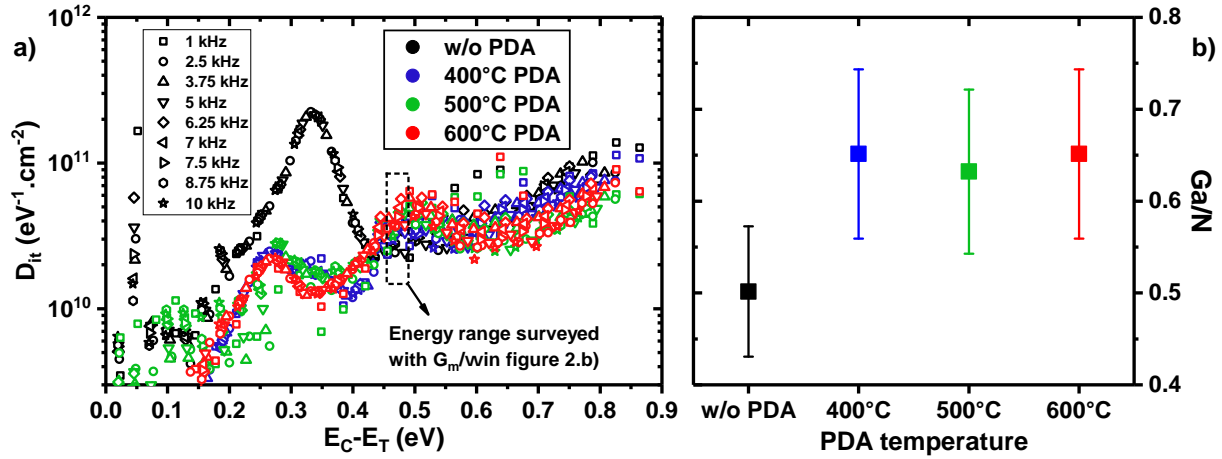 a)
10¹²
10¹¹
10¹⁰
D_it (eV⁻¹.cm⁻²)
1 kHz
2.5 kHz
3.75 kHz
5 kHz
6.25 kHz
7 kHz
7.5 kHz
8.75 kHz
10 kHz
w/o PDA
400°C PDA
500°C PDA
600°C PDA
Energy range surveyed
with G_m/win figure 2.b)
0.0 0.1 0.2 0.3 0.4 0.5 0.6 0.7 0.8 0.9
E_C-E_T (eV)
b)
0.8
0.7
0.6
0.5
0.4
Ga/N
w/o PDA 400°C 500°C 600°C
PDA temperature